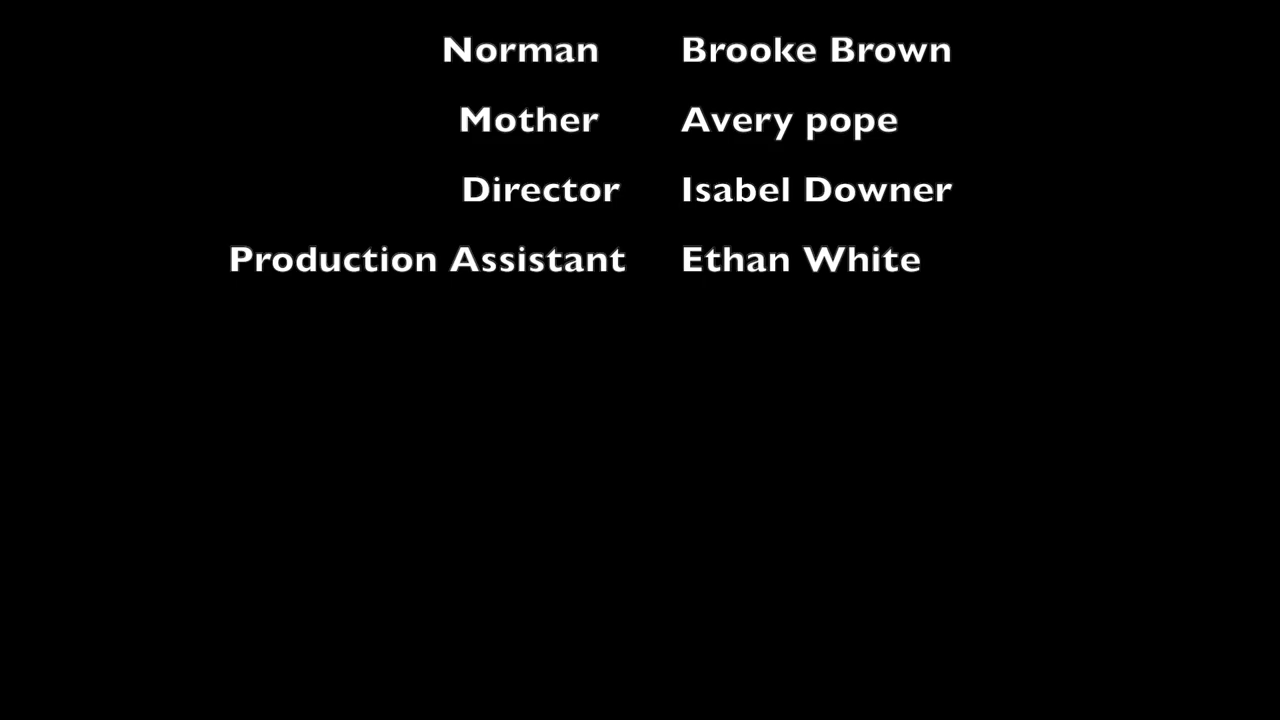 Norman Brooke Brown
Mother Avery pope
Director Isabel Downer
Production Assistant Ethan White